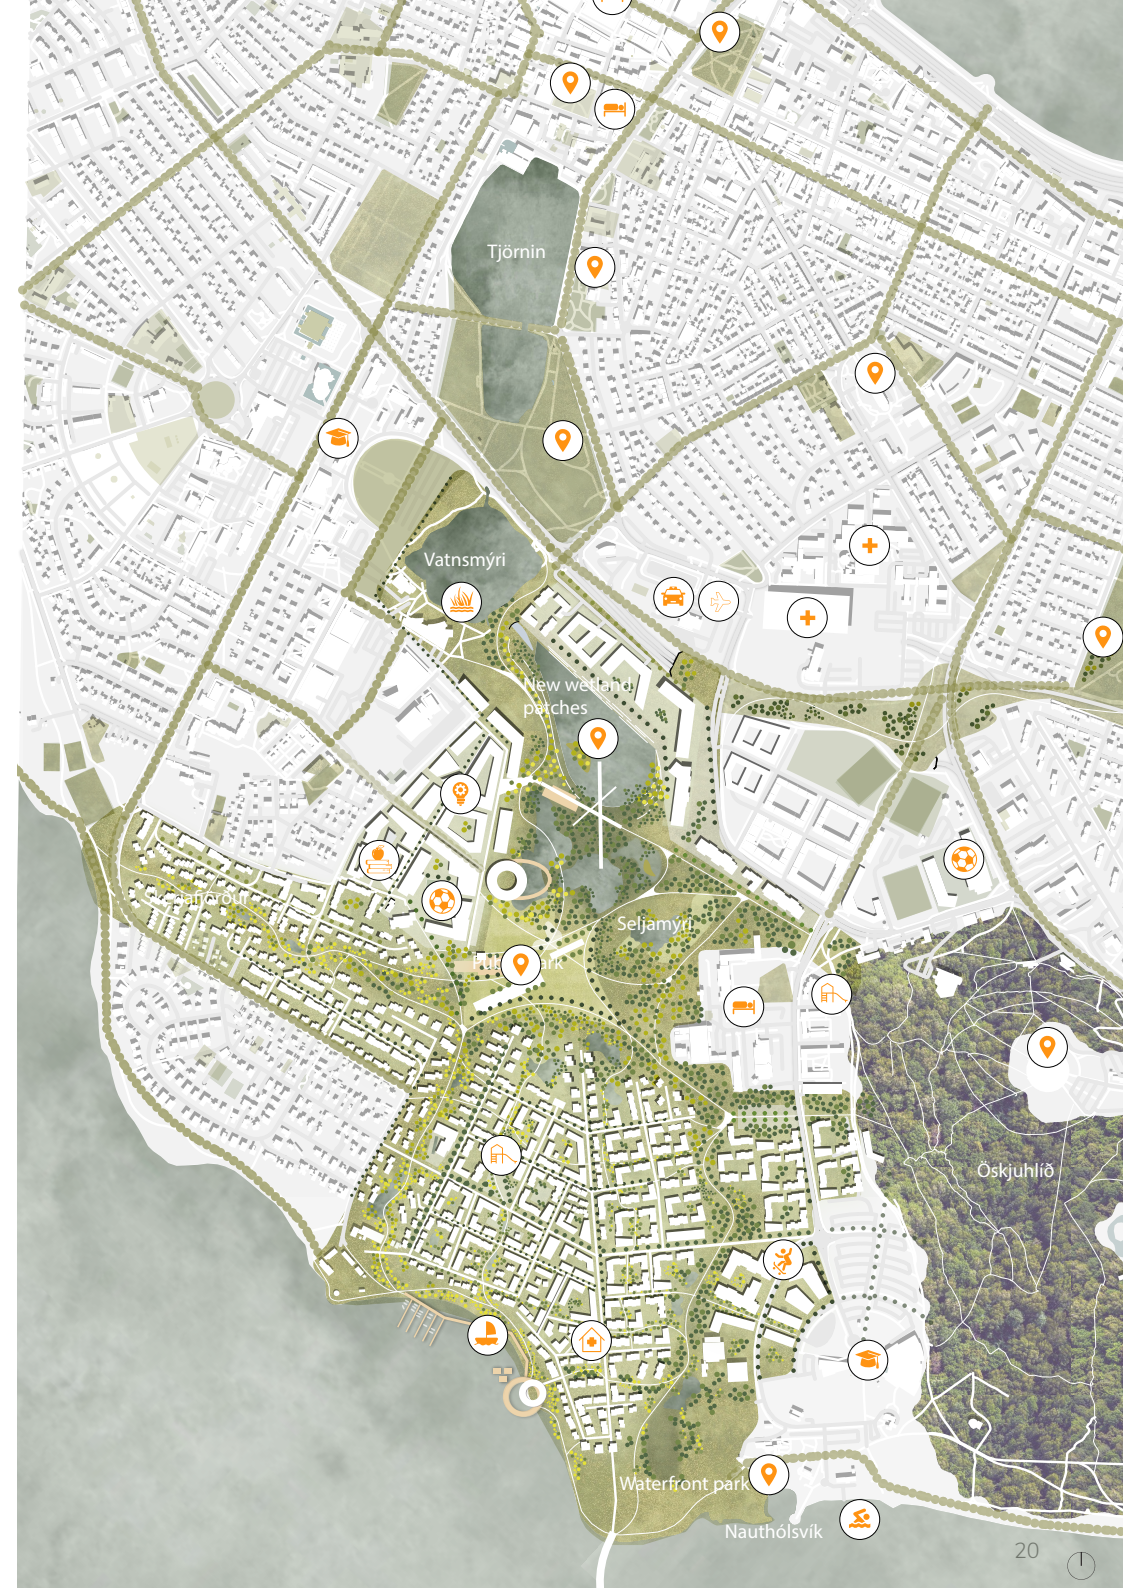 Tjörnin
Vatnsmýri
New wetland
patches
Seljamýri
Öskjuhlíð
Waterfront park
Nauthólsvík
20